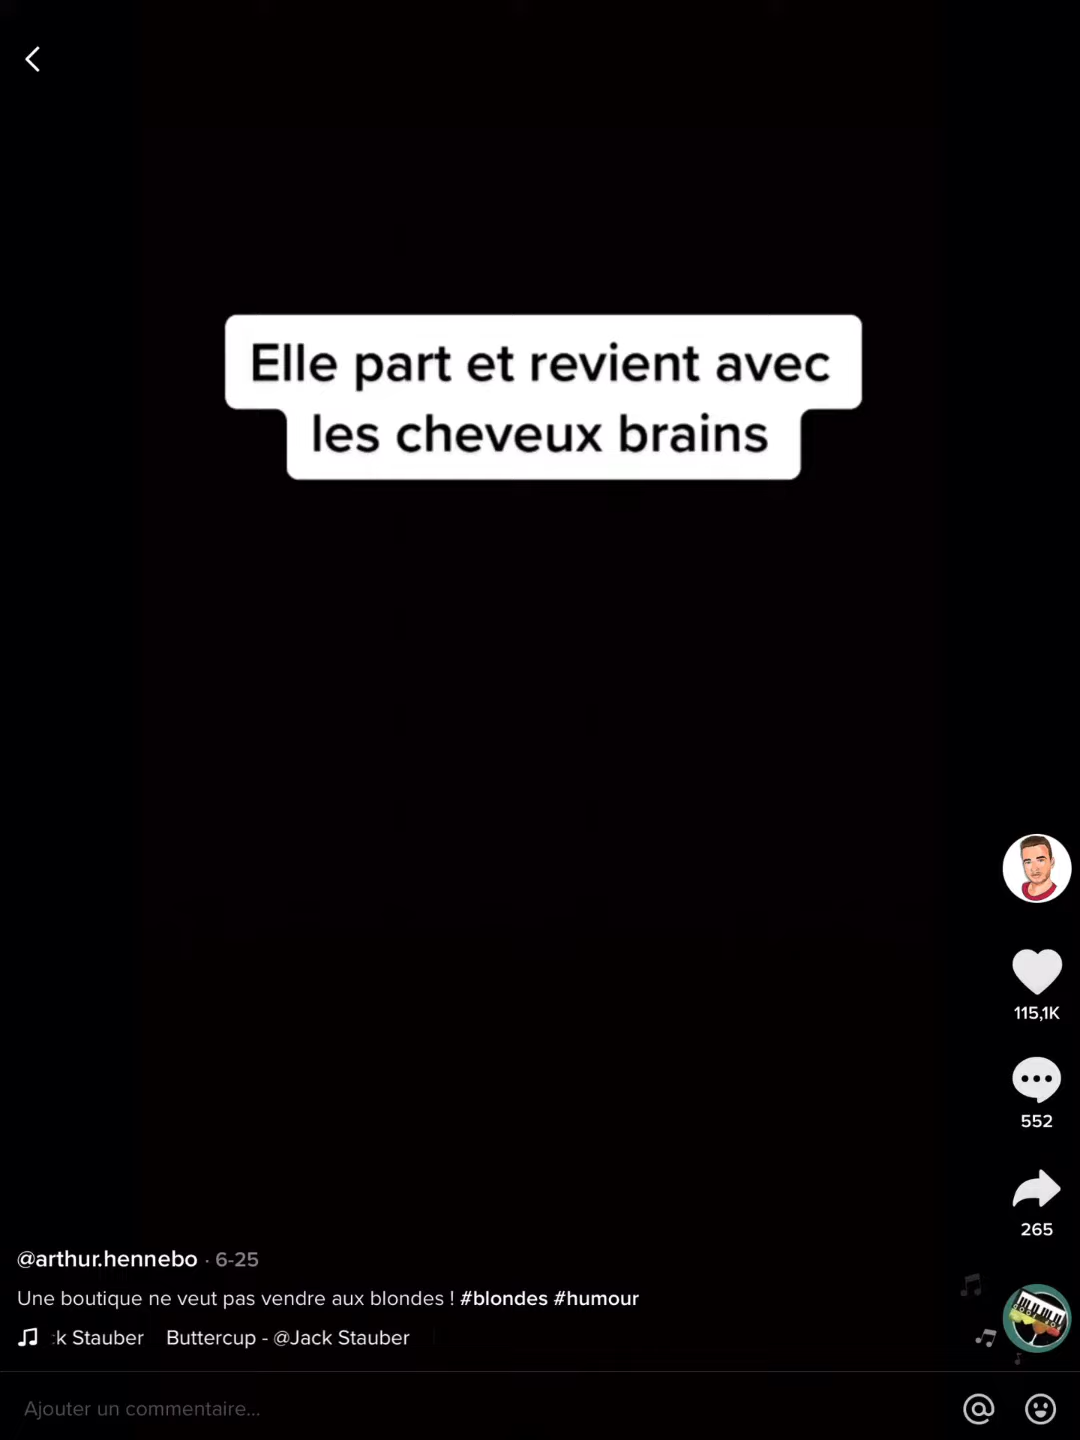 Elle part et revient avec
les cheveux brains
115,1K
552
265
@arthur.hennebo · 6-25
Une boutique ne veut pas vendre aux blondes ! #blondes #humour
k Stauber Buttercup - @Jack Stauber
Ajouter un commentaire...